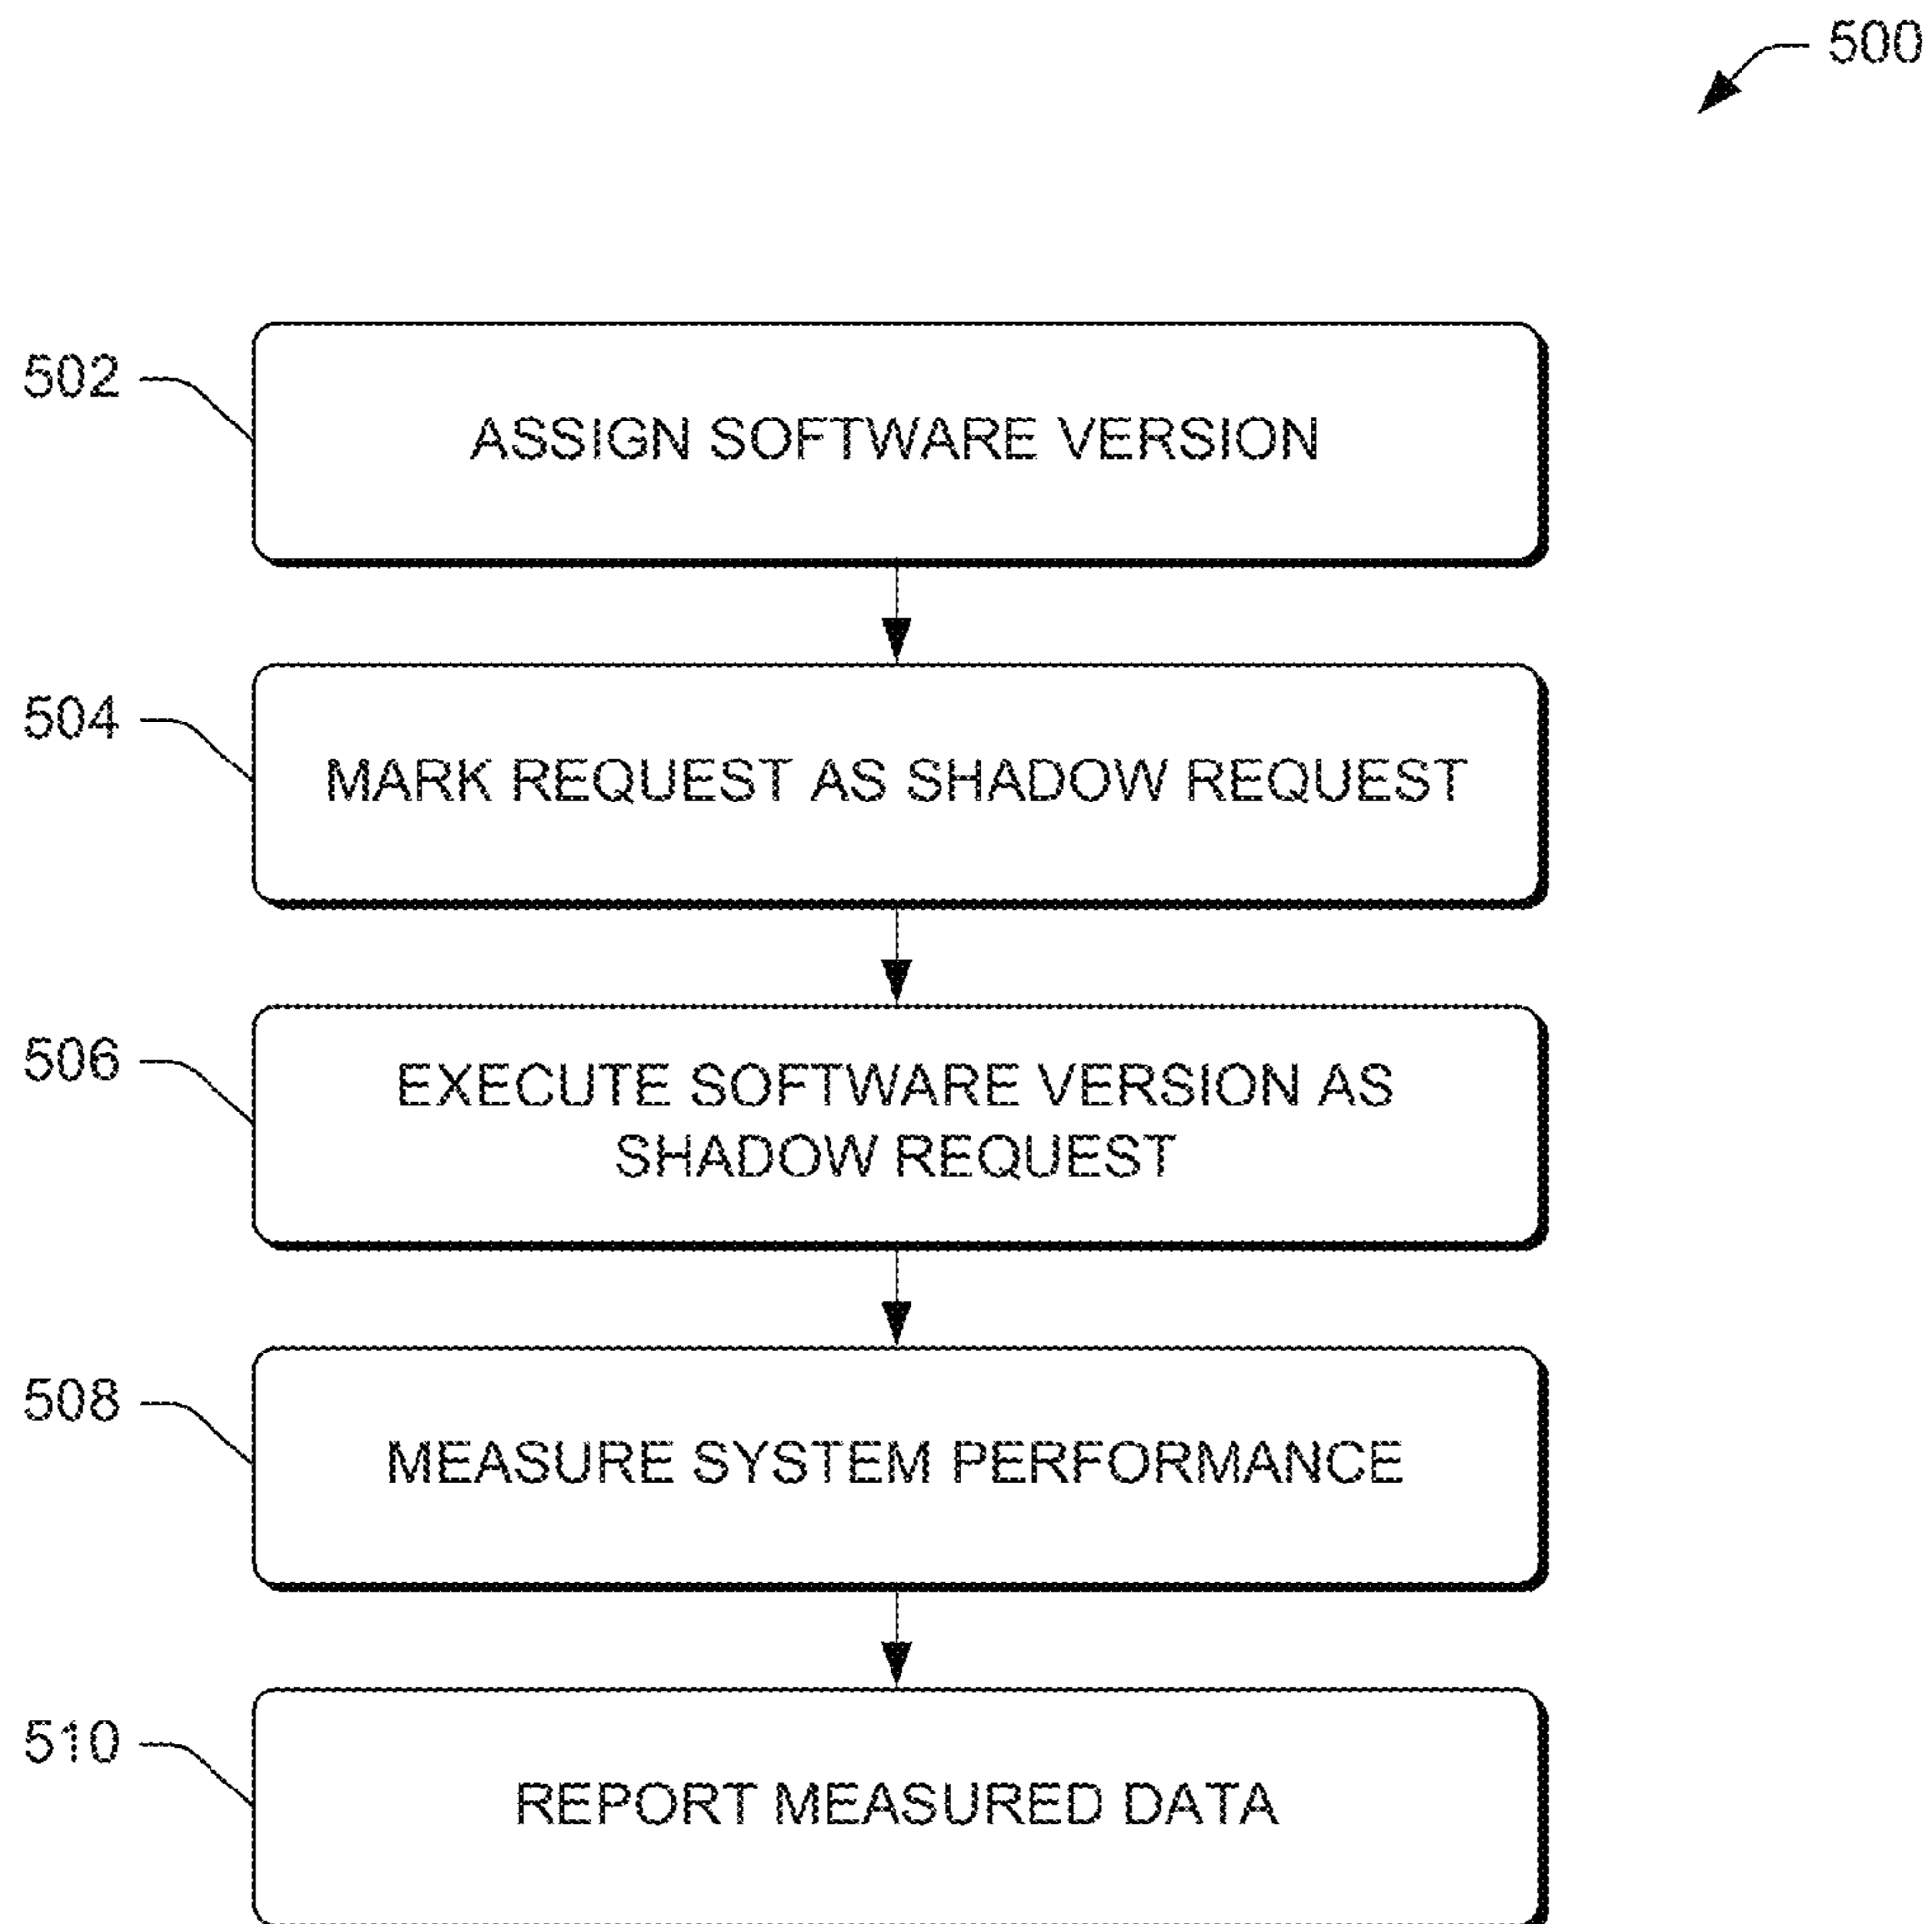 500
502
ASSIGN SOFTWARE VERSION
504
MARK REQUEST AS SHADOW REQUEST
506
EXECUTE SOFTWARE VERSION AS
SHADOW REQUEST
508
MEASURE SYSTEM PERFORMANCE
510
REPORT MEASURED DATA